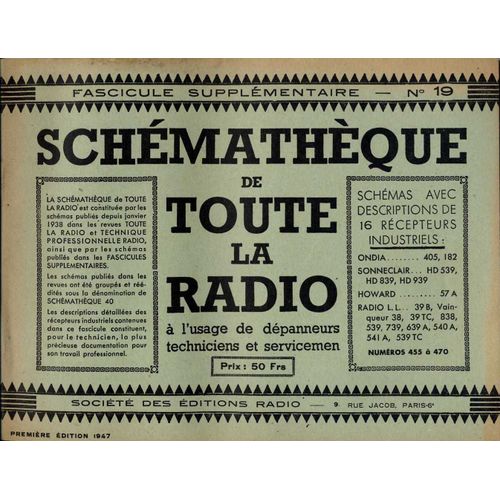 FASCICULE SUPPLÉMENTAIRE — N° 19
SCHÉMATHÈQUE
DE
TOUTE
LA
RADIO
à l'usage de dépanneurs
techniciens et servicemen
Prix : 50 Frs
LA SCHÉMATHÈQUE de TOUTE
LA RADIO est constituée par les
schémas publiés depuis janvier
1938 dans les revues TOUTE
LA RADIO et TECHNIQUE
PROFESSIONNELLE RADIO,
ainsi que par les schémas
publiés dans les FASCICULES
SUPPLEMENTAIRES.
Les schémas publiés dans les
revues ont été groupés et réé-
dités sous la dénomination de
SCHÉMATHÈQUE 40.
Les descriptions détaillées des
récepteurs industriels contenues
dans ce fascicule constituent,
pour le technicien, la plus
précieuse documentation pour
son travail professionnel.
SCHÉMAS AVEC
DESCRIPTIONS DE
16 RÉCEPTEURS
INDUSTRIELS :
ONDIA ....... 405, 182
SONNECLAIR... HD 539,
HD 839, HD 939
HOWARD ......... 57 A
RADIO L.L. .. 39 B, Vain-
queur 38, 39 TC, 838,
539, 739, 639 A, 540 A,
541 A, 539 TC
NUMÉROS 455 à 470
SOCIÉTÉ DES ÉDITIONS RADIO — 9, RUE JACOB, PARIS-6ᵉ
PREMIÈRE ÉDITION 1947